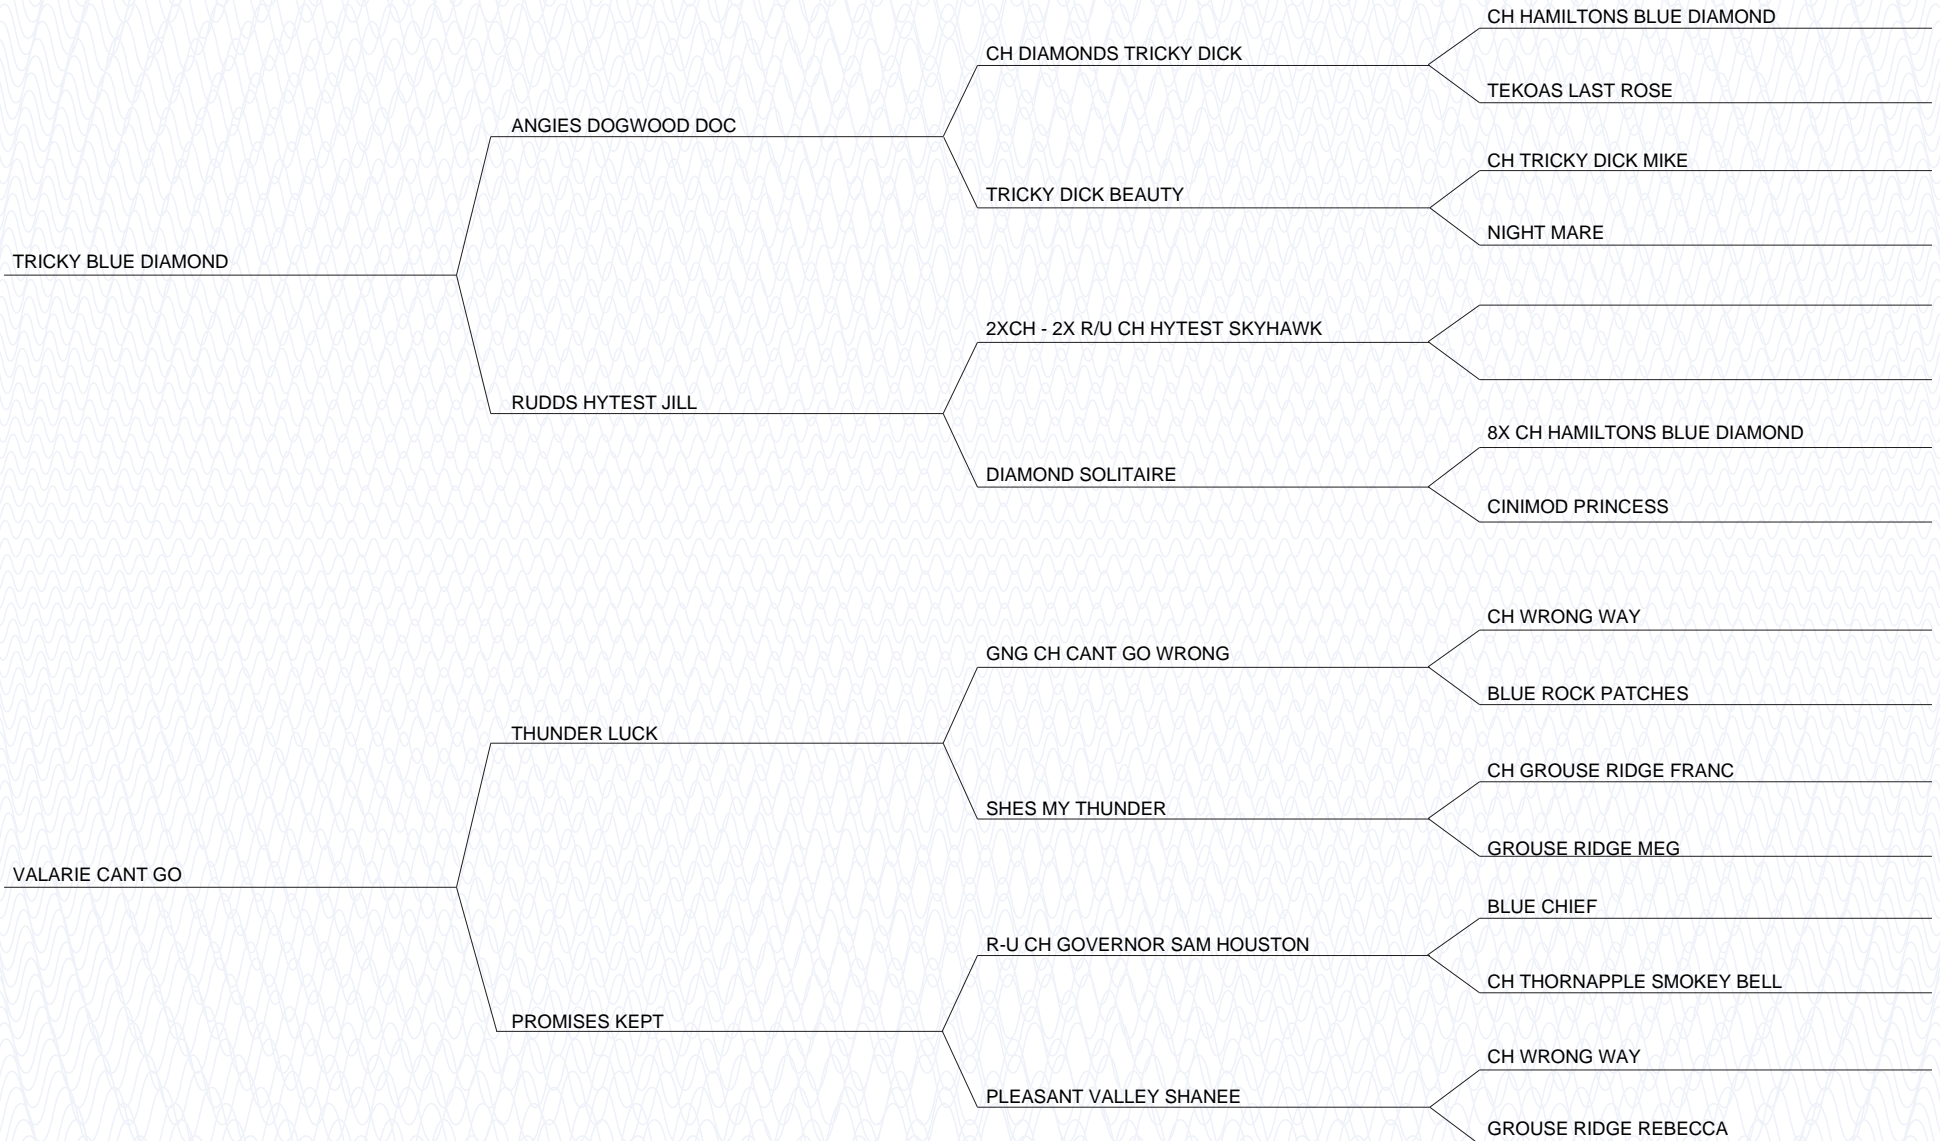 CH HAMILTONS BLUE DIAMOND
CH DIAMONDS TRICKY DICK
TEKOAS LAST ROSE
ANGIES DOGWOOD DOC
CH TRICKY DICK MIKE
TRICKY DICK BEAUTY
NIGHT MARE
TRICKY BLUE DIAMOND
2XCH - 2X R/U CH HYTEST SKYHAWK
RUDDS HYTEST JILL
8X CH HAMILTONS BLUE DIAMOND
DIAMOND SOLITAIRE
CINIMOD PRINCESS
CH WRONG WAY
GNG CH CANT GO WRONG
BLUE ROCK PATCHES
THUNDER LUCK
CH GROUSE RIDGE FRANC
SHES MY THUNDER
GROUSE RIDGE MEG
VALARIE CANT GO
BLUE CHIEF
R-U CH GOVERNOR SAM HOUSTON
CH THORNAPPLE SMOKEY BELL
PROMISES KEPT
CH WRONG WAY
PLEASANT VALLEY SHANEE
GROUSE RIDGE REBECCA